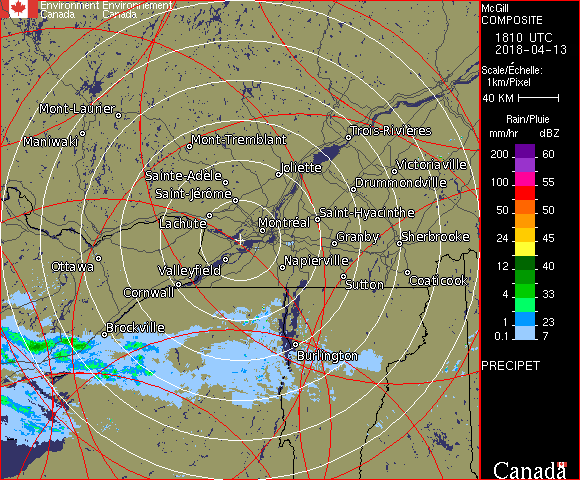 Environment Environnement
Canada Canada
McGill
COMPOSITE
1810 UTC
2018-04-13
Scale/Échelle:
1km/Pixel
40 KM
Rain/Pluie
mm/hr dBZ
200 60
100 55
50 50
24 45
12 40
4 33
1 23
0.1 7
PRECIPET
Canada
Mont-Laurier
Maniwaki
Mont-Tremblant
Trois-Rivières
Sainte-Adèle
Joliette
Victoriaville
Saint-Jérôme
Drummondville
Lachute
Montréal
Saint-Hyacinthe
Granby
Sherbrooke
Ottawa
Valleyfield
Napierville
Cornwall
Sutton
Coaticook
Brockville
Burlington